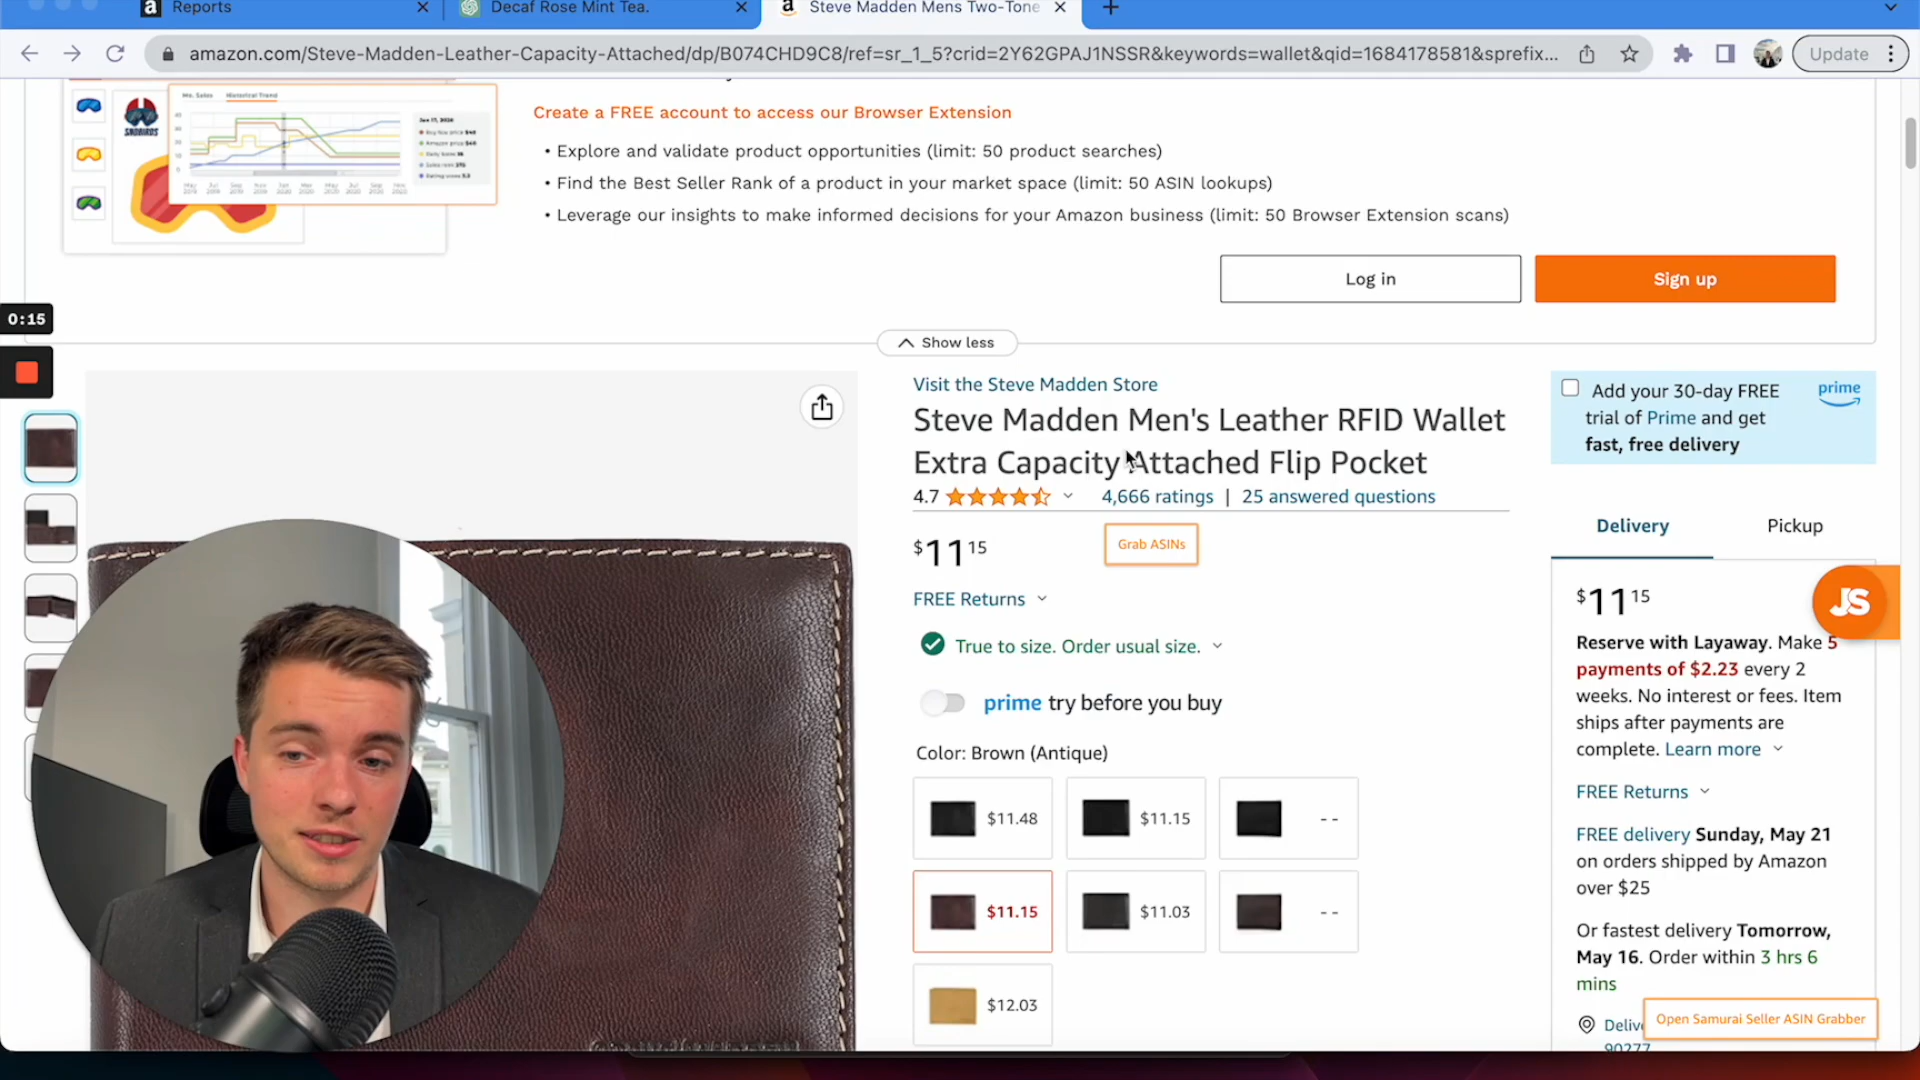 Reports
Decaf Rose Mint Tea.
Steve Madden Mens Two-Tone
amazon.com/Steve-Madden-Leather-Capacity-Attached/dp/B074CHD9C8/ref=sr_1_5?crid=2Y62GPAJ1NSSR&keywords=wallet&qid=1684178581&sprefix...
Update
Mo. Sales Historical Trend
SNOBIRDS
Create a FREE account to access our Browser Extension
• Explore and validate product opportunities (limit: 50 product searches)
• Find the Best Seller Rank of a product in your market space (limit: 50 ASIN lookups)
• Leverage our insights to make informed decisions for your Amazon business (limit: 50 Browser Extension scans)
Log in
Sign up
0:15
Show less
Visit the Steve Madden Store
Steve Madden Men's Leather RFID Wallet
Extra Capacity Attached Flip Pocket
4.7 4,666 ratings | 25 answered questions
$11 15
Grab ASINs
FREE Returns
True to size. Order usual size.
prime try before you buy
Color: Brown (Antique)
$11.48
$11.15
- -
$11.15
$11.03
- -
$12.03
Add your 30-day FREE
trial of Prime and get
fast, free delivery
prime
Delivery
Pickup
$11 15
JS
Reserve with Layaway. Make 5
payments of $2.23 every 2
weeks. No interest or fees. Item
ships after payments are
complete. Learn more
FREE Returns
FREE delivery Sunday, May 21
on orders shipped by Amazon
over $25
Or fastest delivery Tomorrow,
May 16. Order within 3 hrs 6
mins
Open Samurai Seller ASIN Grabber
90277